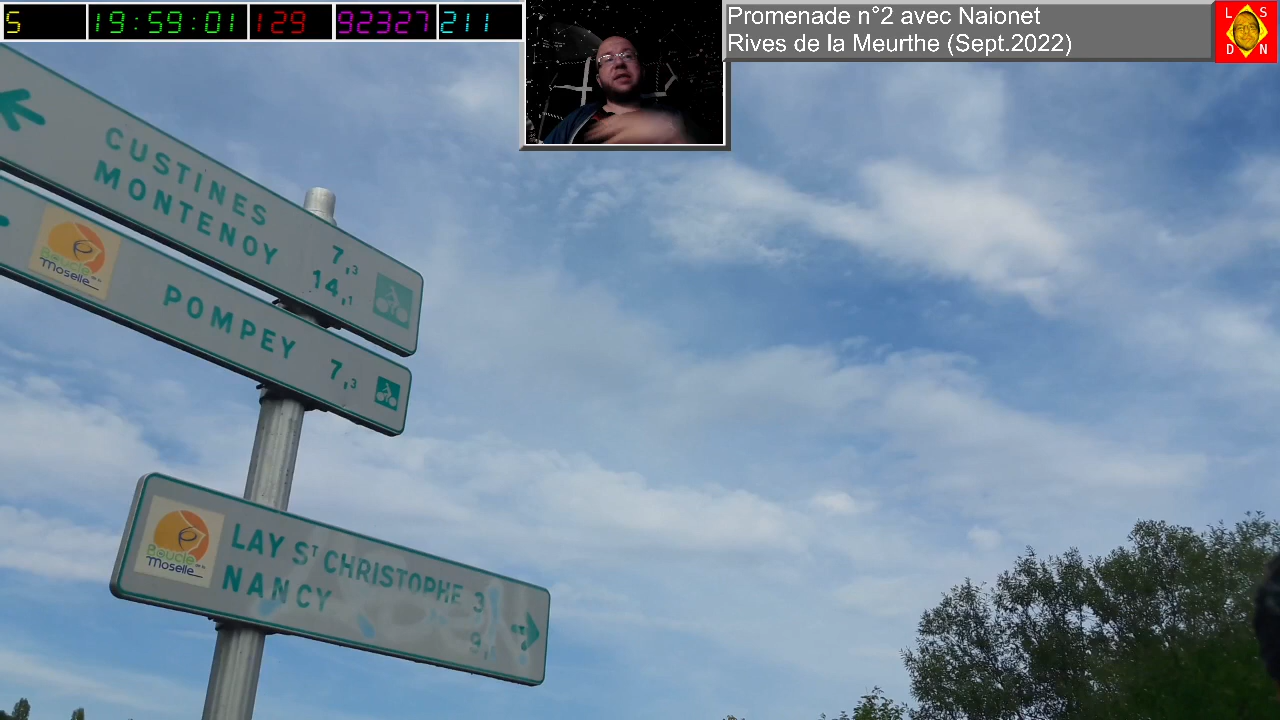 5 19:59:01 129 92327 211
Promenade n°2 avec Naionet
Rives de la Meurthe (Sept.2022)
L S
D N
CUSTINES 7,3
MONTENOY 14,1
Boucle
Moselle
POMPEY 7,3
Boucle
Moselle
LAY ST CHRISTOPHE 3
NANCY 9,